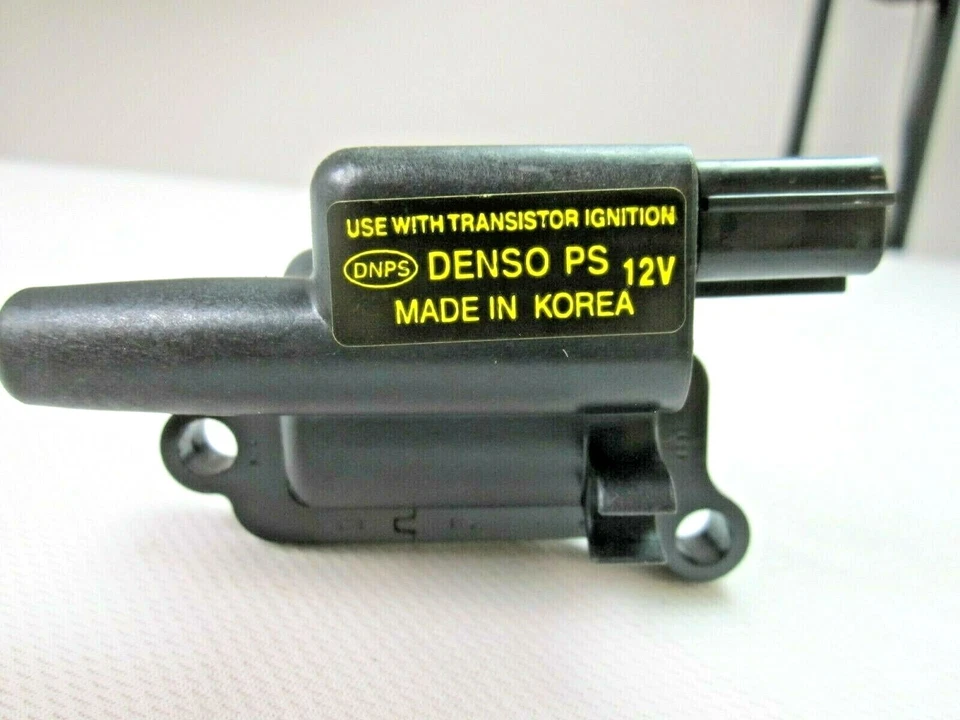 USE WITH TRANSISTOR IGNITION
DNPS DENSO PS 12V
MADE IN KOREA